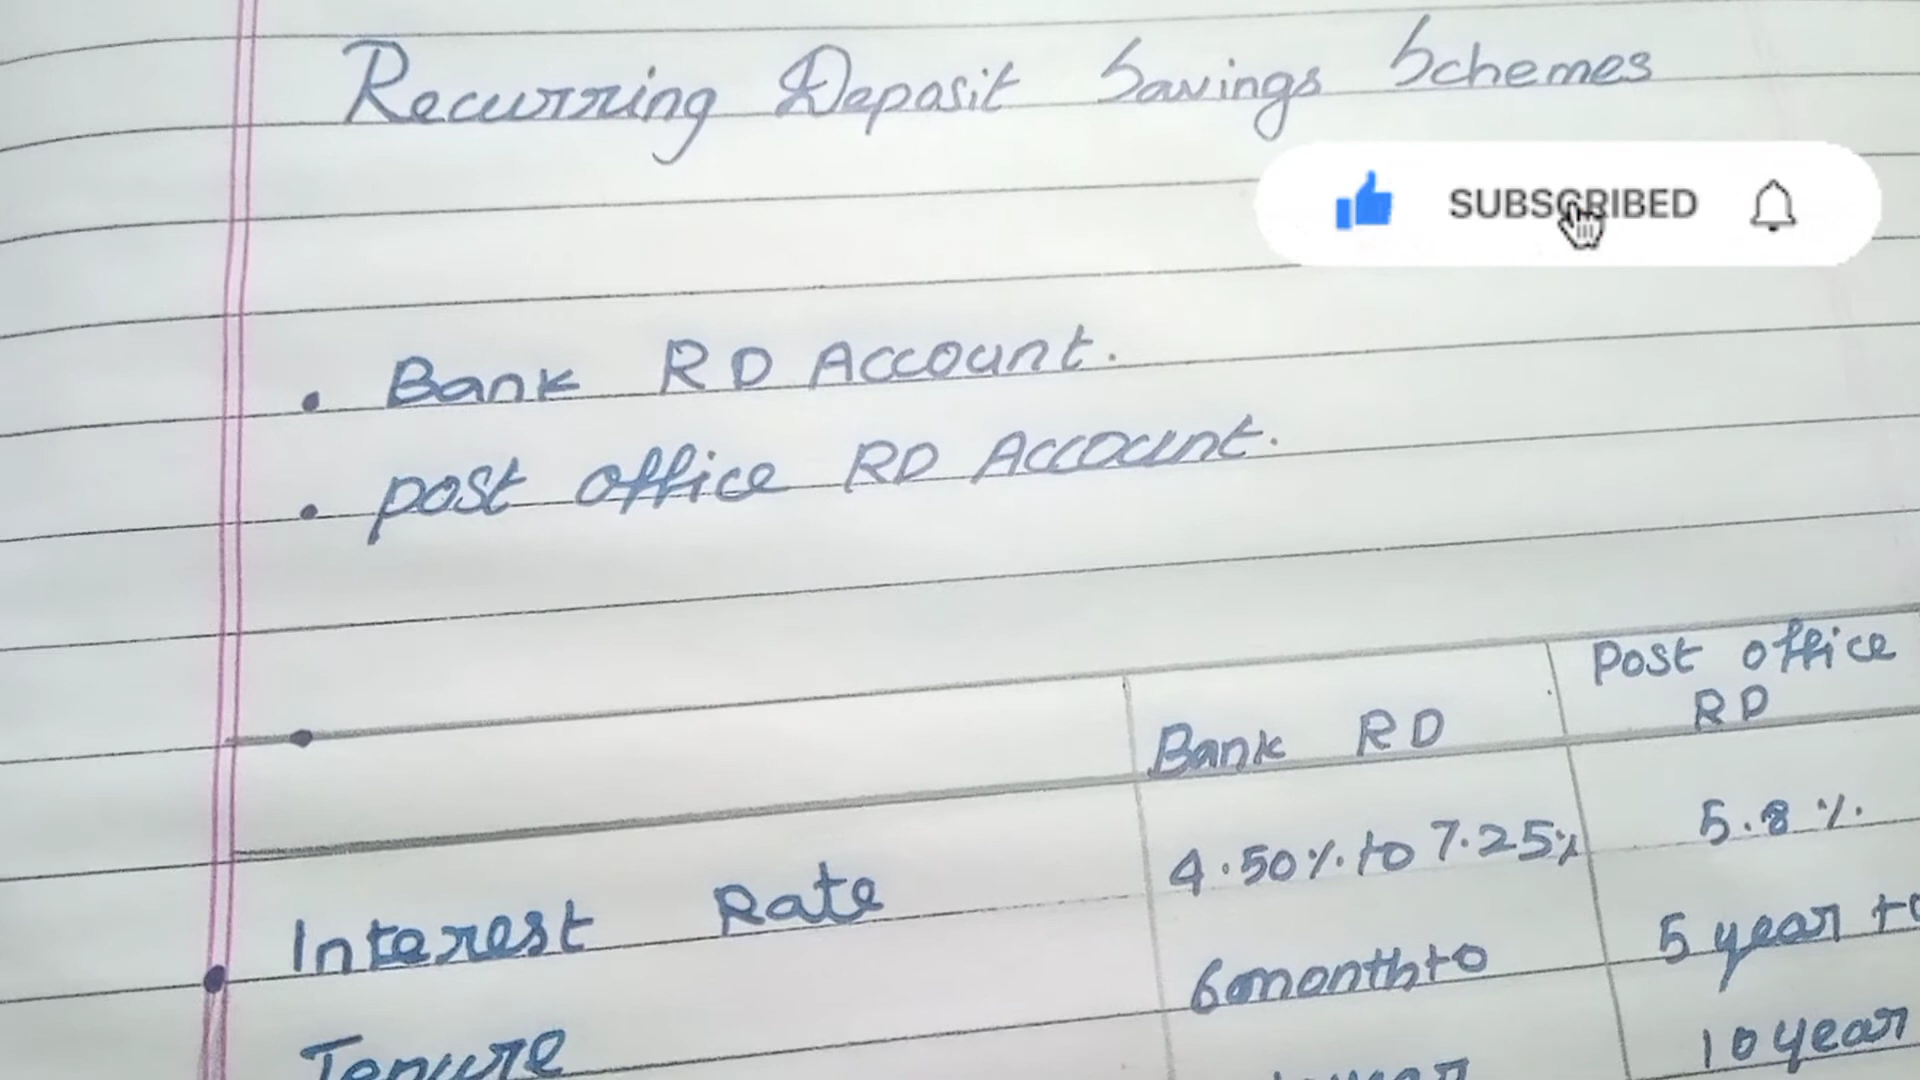 Recurring Deposit Savings Schemes
SUBSCRIBED
• Bank RD Account.
• post office RD Account.
Bank RD
Post office
RD
Interest Rate
4.50% to 7.25%
5.8%.
Tenure
6month to
5 year to
10 year